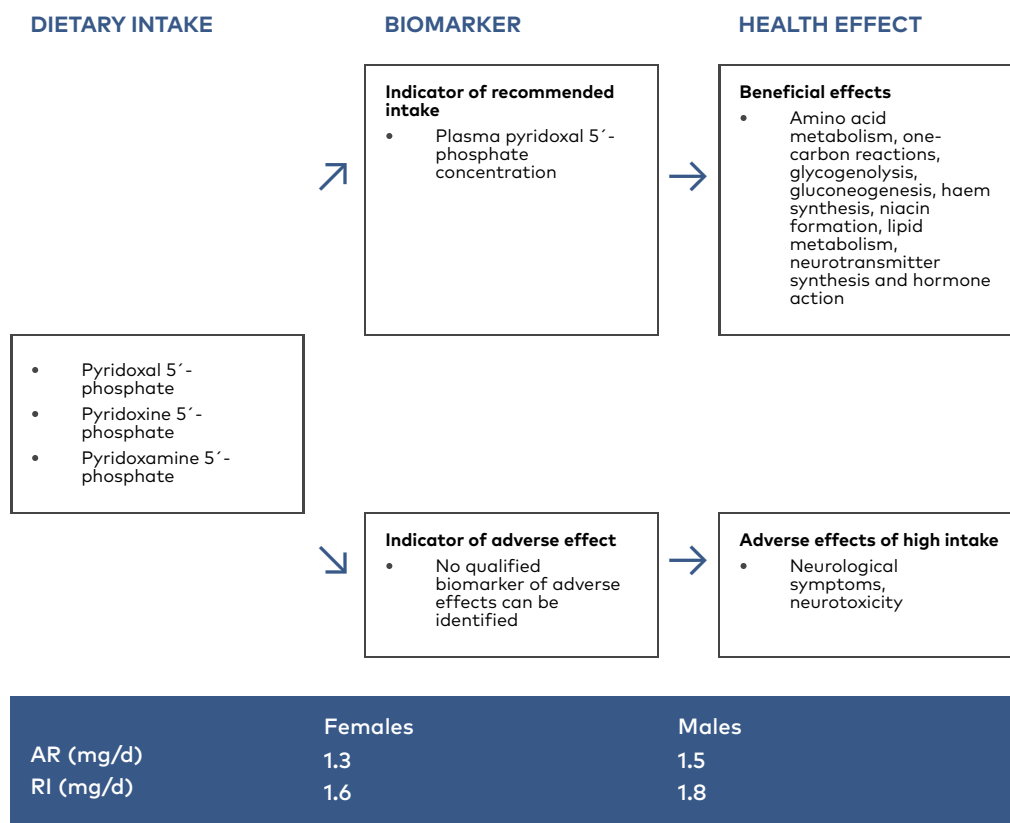 DIETARY INTAKE
BIOMARKER
HEALTH EFFECT
Indicator of recommended
intake
• Plasma pyridoxal 5´-
phosphate
concentration
Beneficial effects
• Amino acid
metabolism, one-
carbon reactions,
glycogenolysis,
gluconeogenesis, haem
synthesis, niacin
formation, lipid
metabolism,
neurotransmitter
synthesis and hormone
action
• Pyridoxal 5´-
phosphate
• Pyridoxine 5´-
phosphate
• Pyridoxamine 5´-
phosphate
Indicator of adverse effect
• No qualified
biomarker of adverse
effects can be
identified
Adverse effects of high intake
• Neurological
symptoms,
neurotoxicity
Females Males
AR (mg/d) 1.3 1.5
RI (mg/d) 1.6 1.8